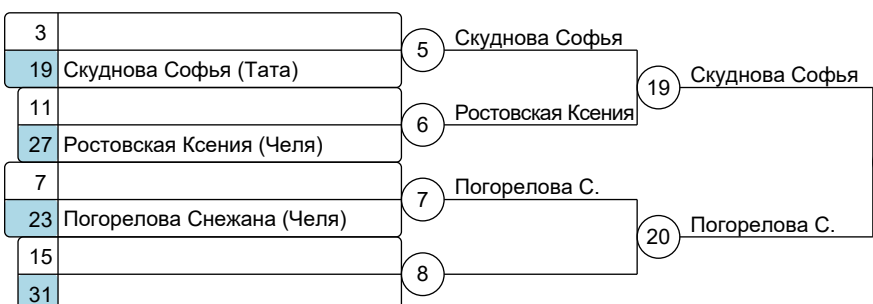 3
5 Скуднова Софья
19 Скуднова Софья (Тата)
19 Скуднова Софья
11
6 Ростовская Ксения
27 Ростовская Ксения (Челя)
7
7 Погорелова С.
23 Погорелова Снежана (Челя)
20 Погорелова С.
15
8
31